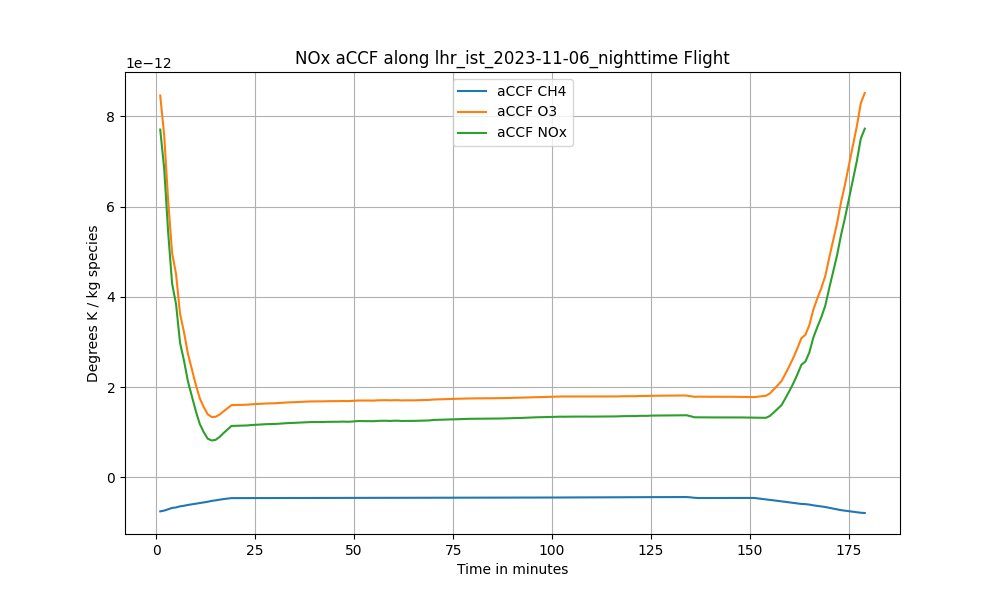 NOx aCCF along lhr_ist_2023-11-06_nighttime Flight
1e−12
aCCF CH4
aCCF O3
aCCF NOx
Degrees K / kg species
8
6
4
2
0
0 25 50 75 100 125 150 175
Time in minutes